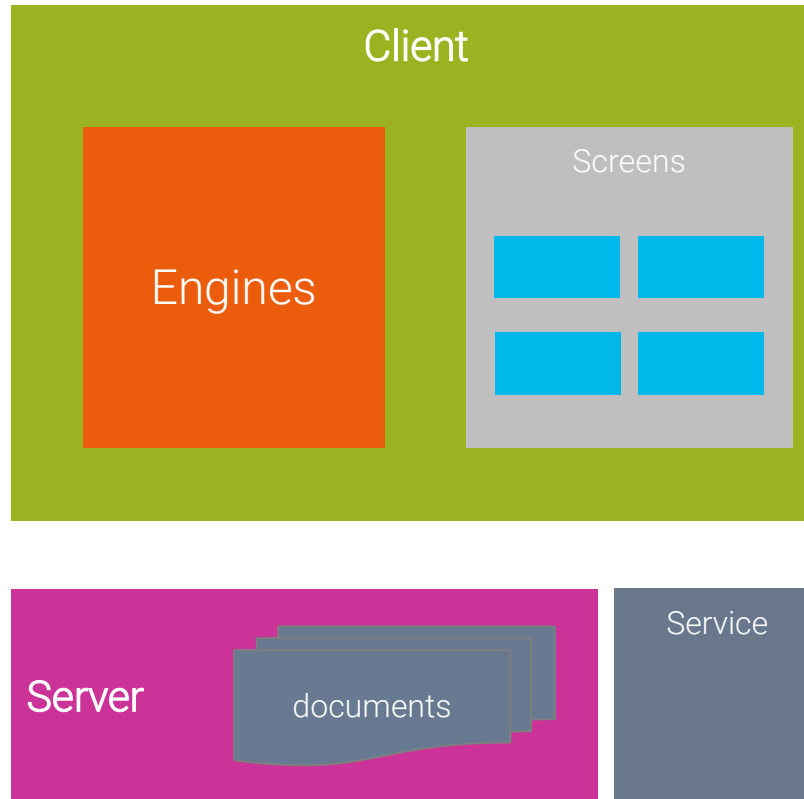 Client
Engines
Screens
Server
documents
Service